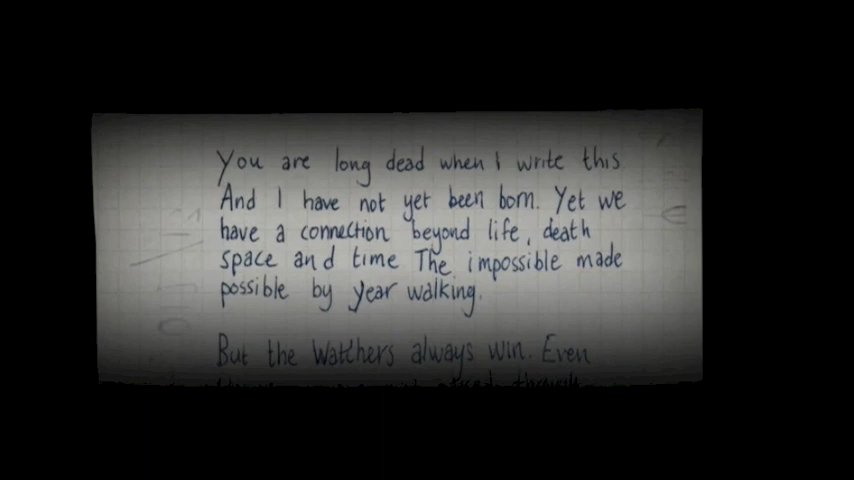 You are long dead when I write this
And I have not yet been born. Yet we
have a connection beyond life, death
space and time The impossible made
possible by year walking.
But the Watchers always win. Even
through